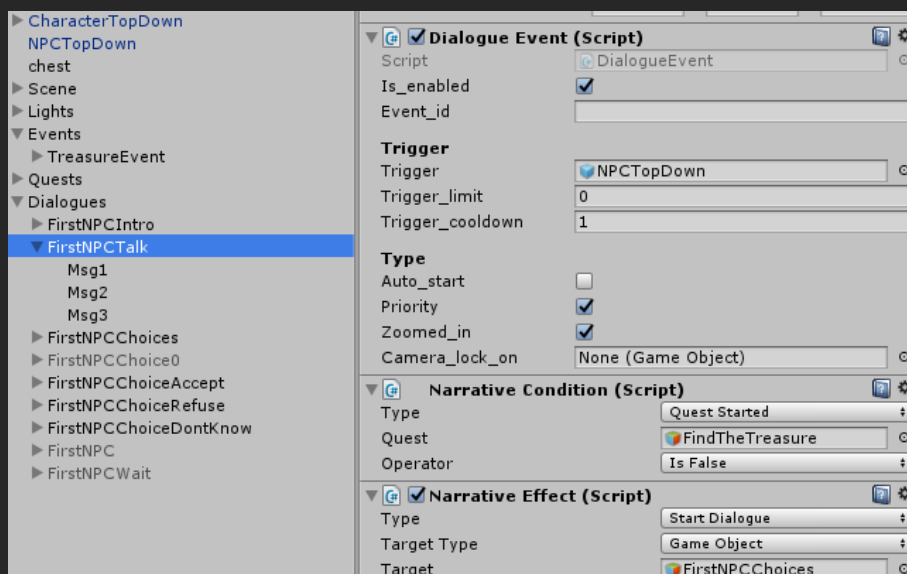 CharacterTopDown
NPCTopDown
chest
Scene
Lights
Events
TreasureEvent
Quests
Dialogues
FirstNPCIntro
FirstNPCTalk
Msg1
Msg2
Msg3
FirstNPCChoices
FirstNPCChoice0
FirstNPCChoiceAccept
FirstNPCChoiceRefuse
FirstNPCChoiceDontKnow
FirstNPC
FirstNPCWait
Dialogue Event (Script)
Script DialogueEvent
Is_enabled
Event_id
Trigger
Trigger NPCTopDown
Trigger_limit 0
Trigger_cooldown 1
Type
Auto_start
Priority
Zoomed_in
Camera_lock_on None (Game Object)
Narrative Condition (Script)
Type Quest Started
Quest FindTheTreasure
Operator Is False
Narrative Effect (Script)
Type Start Dialogue
Target Type Game Object
Target FirstNPCChoices